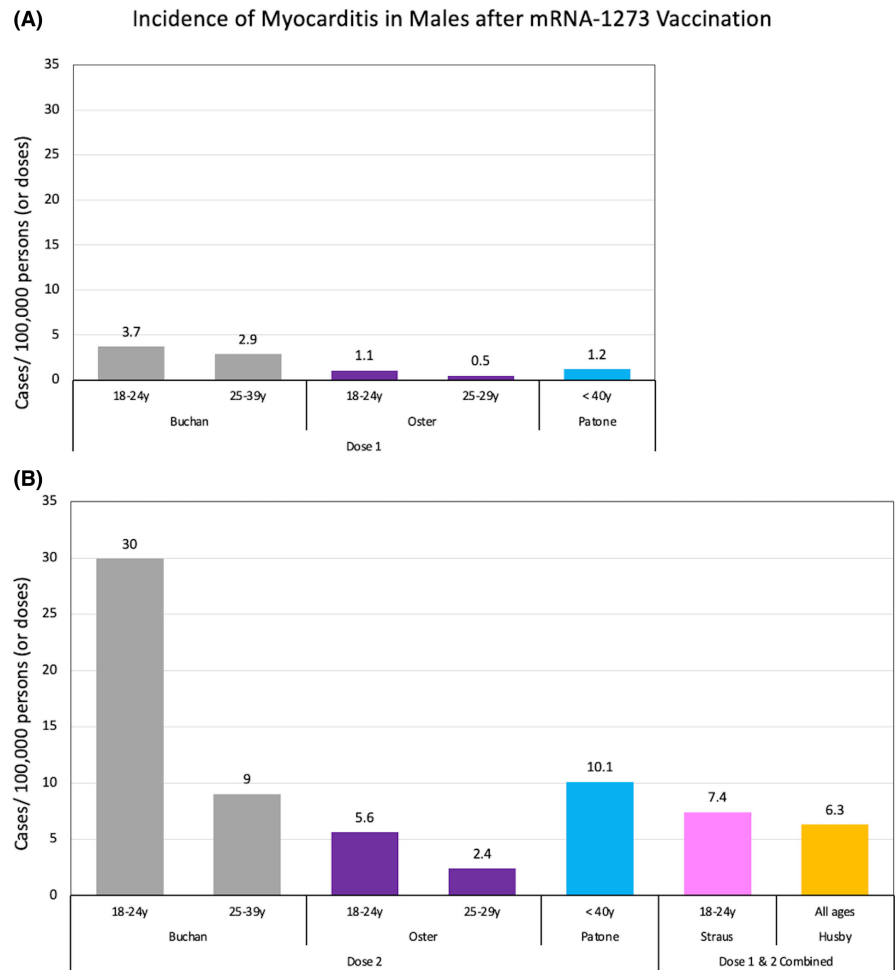 (A)
Incidence of Myocarditis in Males after mRNA-1273 Vaccination
Cases/ 100,000 persons (or doses)
35
30
25
20
15
10
5
0
3.7
2.9
1.1
0.5
1.2
18-24y 25-39y 18-24y 25-29y < 40y
Buchan Oster Patone
Dose 1
(B)
Cases/ 100,000 persons (or doses)
35
30
25
20
15
10
5
0
30
9
5.6
2.4
10.1
7.4
6.3
18-24y 25-39y 18-24y 25-29y < 40y 18-24y All ages
Buchan Oster Patone Straus Husby
Dose 2 Dose 1 & 2 Combined